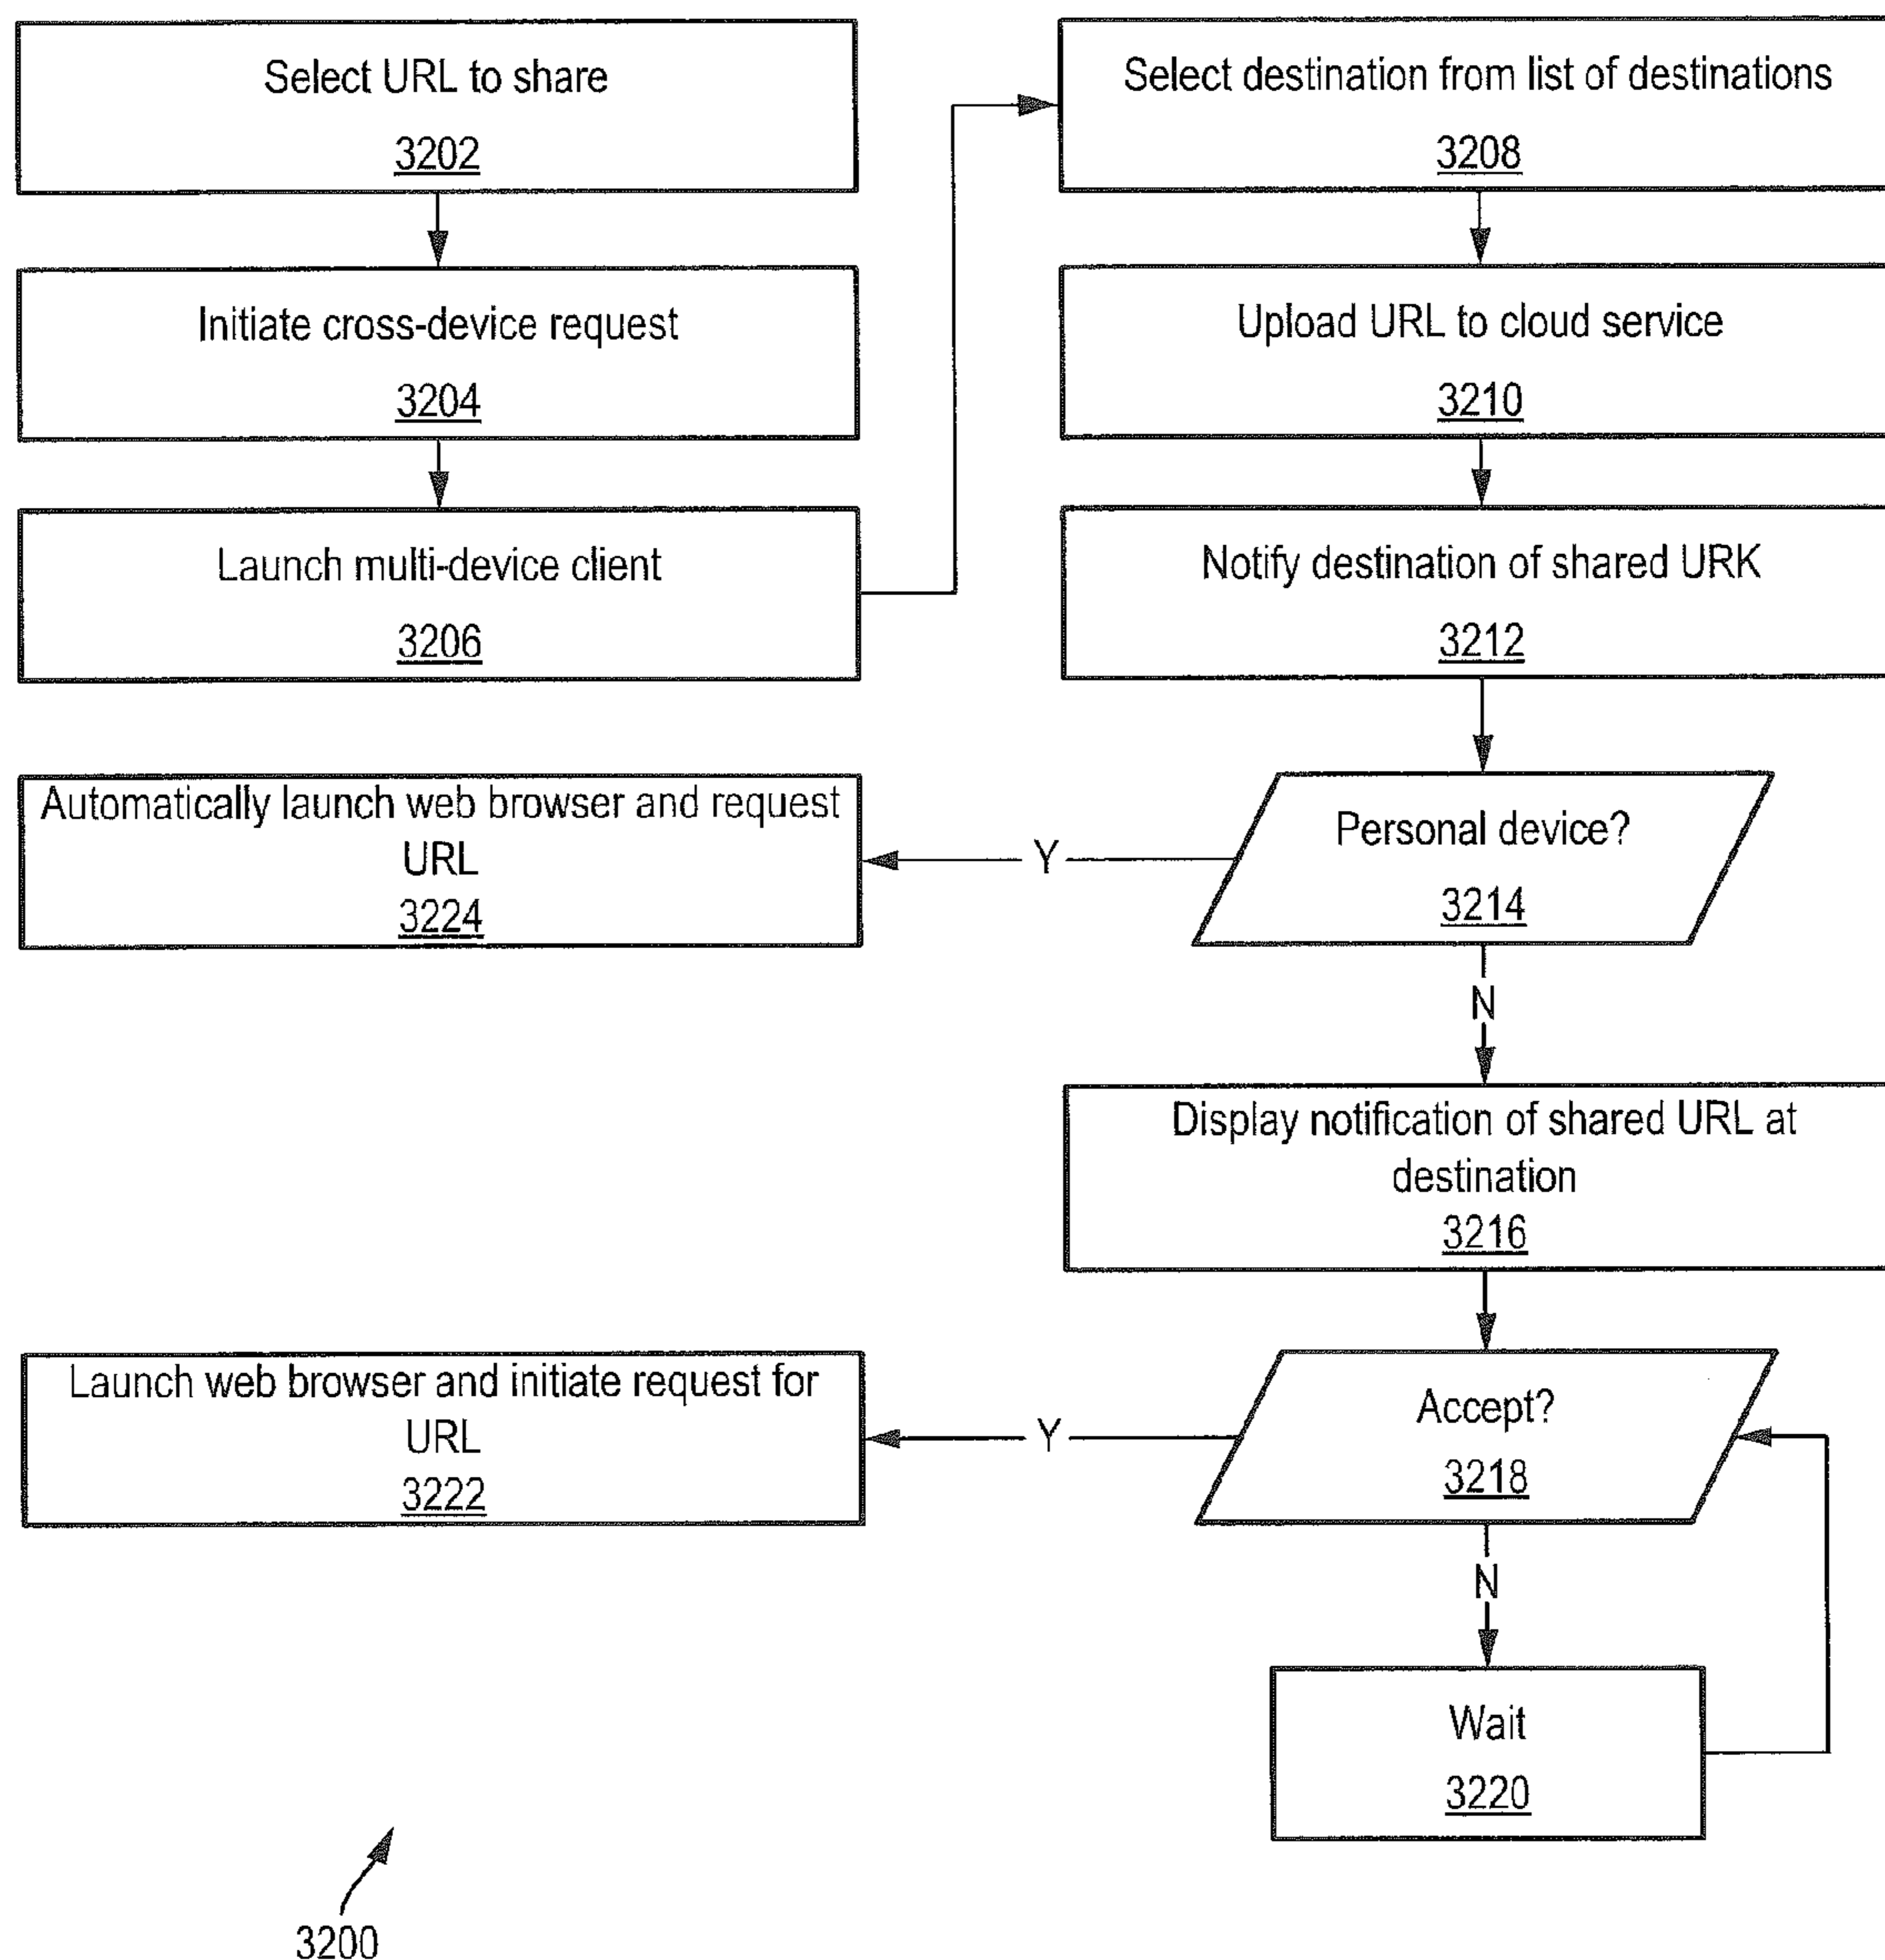 Select URL to share
3202
Initiate cross-device request
3204
Launch multi-device client
3206
Select destination from list of destinations
3208
Upload URL to cloud service
3210
Notify destination of shared URK
3212
Personal device?
3214
Y
Automatically launch web browser and request
URL
3224
N
Display notification of shared URL at
destination
3216
Accept?
3218
Y
Launch web browser and initiate request for
URL
3222
N
Wait
3220
3200